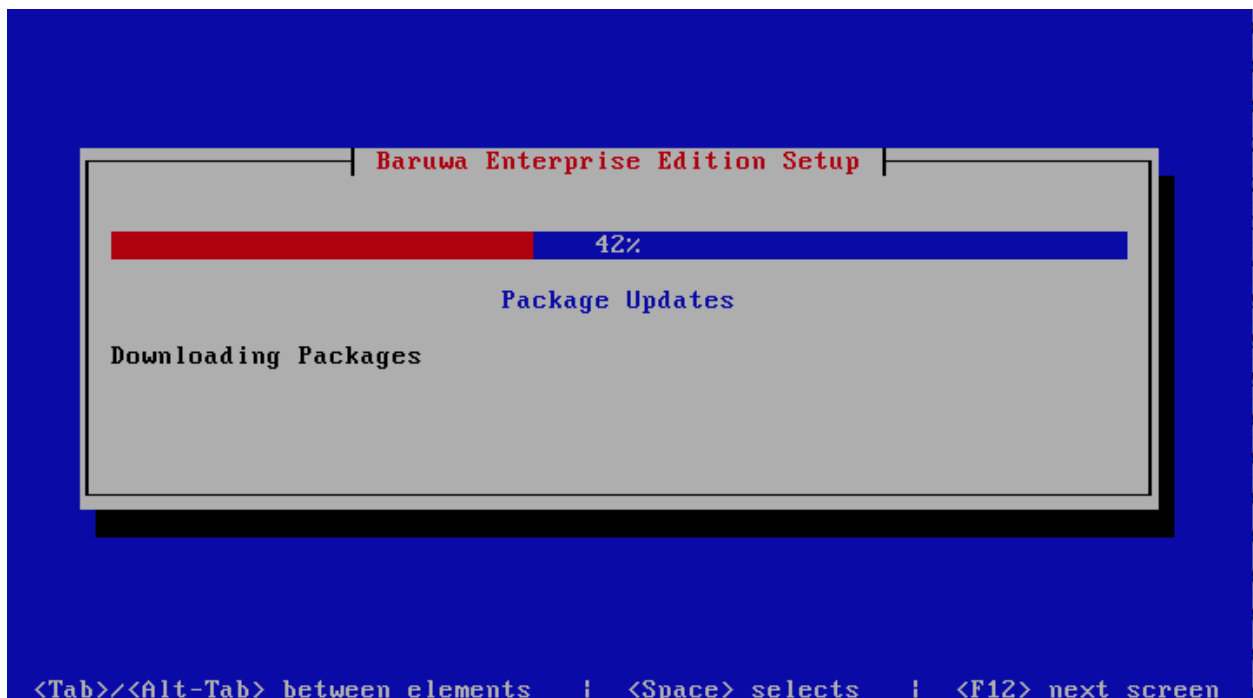 Baruwa Enterprise Edition Setup
42%
Package Updates
Downloading Packages
<Tab>/<Alt-Tab> between elements | <Space> selects | <F12> next screen